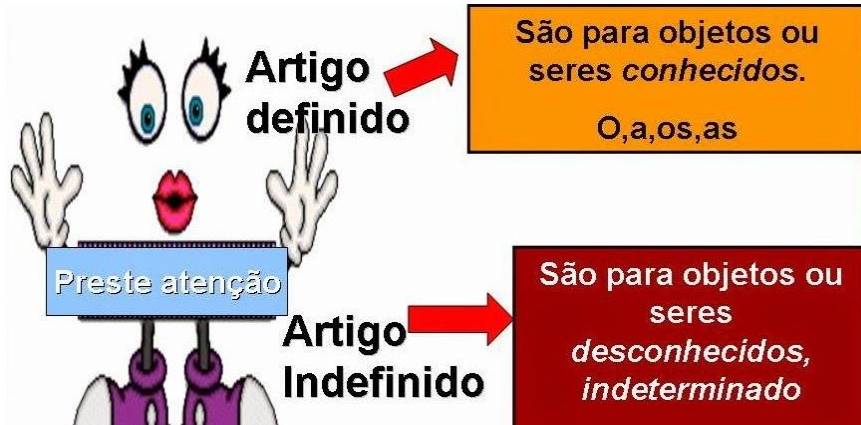 Artigo
definido
São para objetos ou
seres conhecidos.
O,a,os,as
Preste atenção
Artigo
Indefinido
São para objetos ou
seres
desconhecidos,
indeterminado